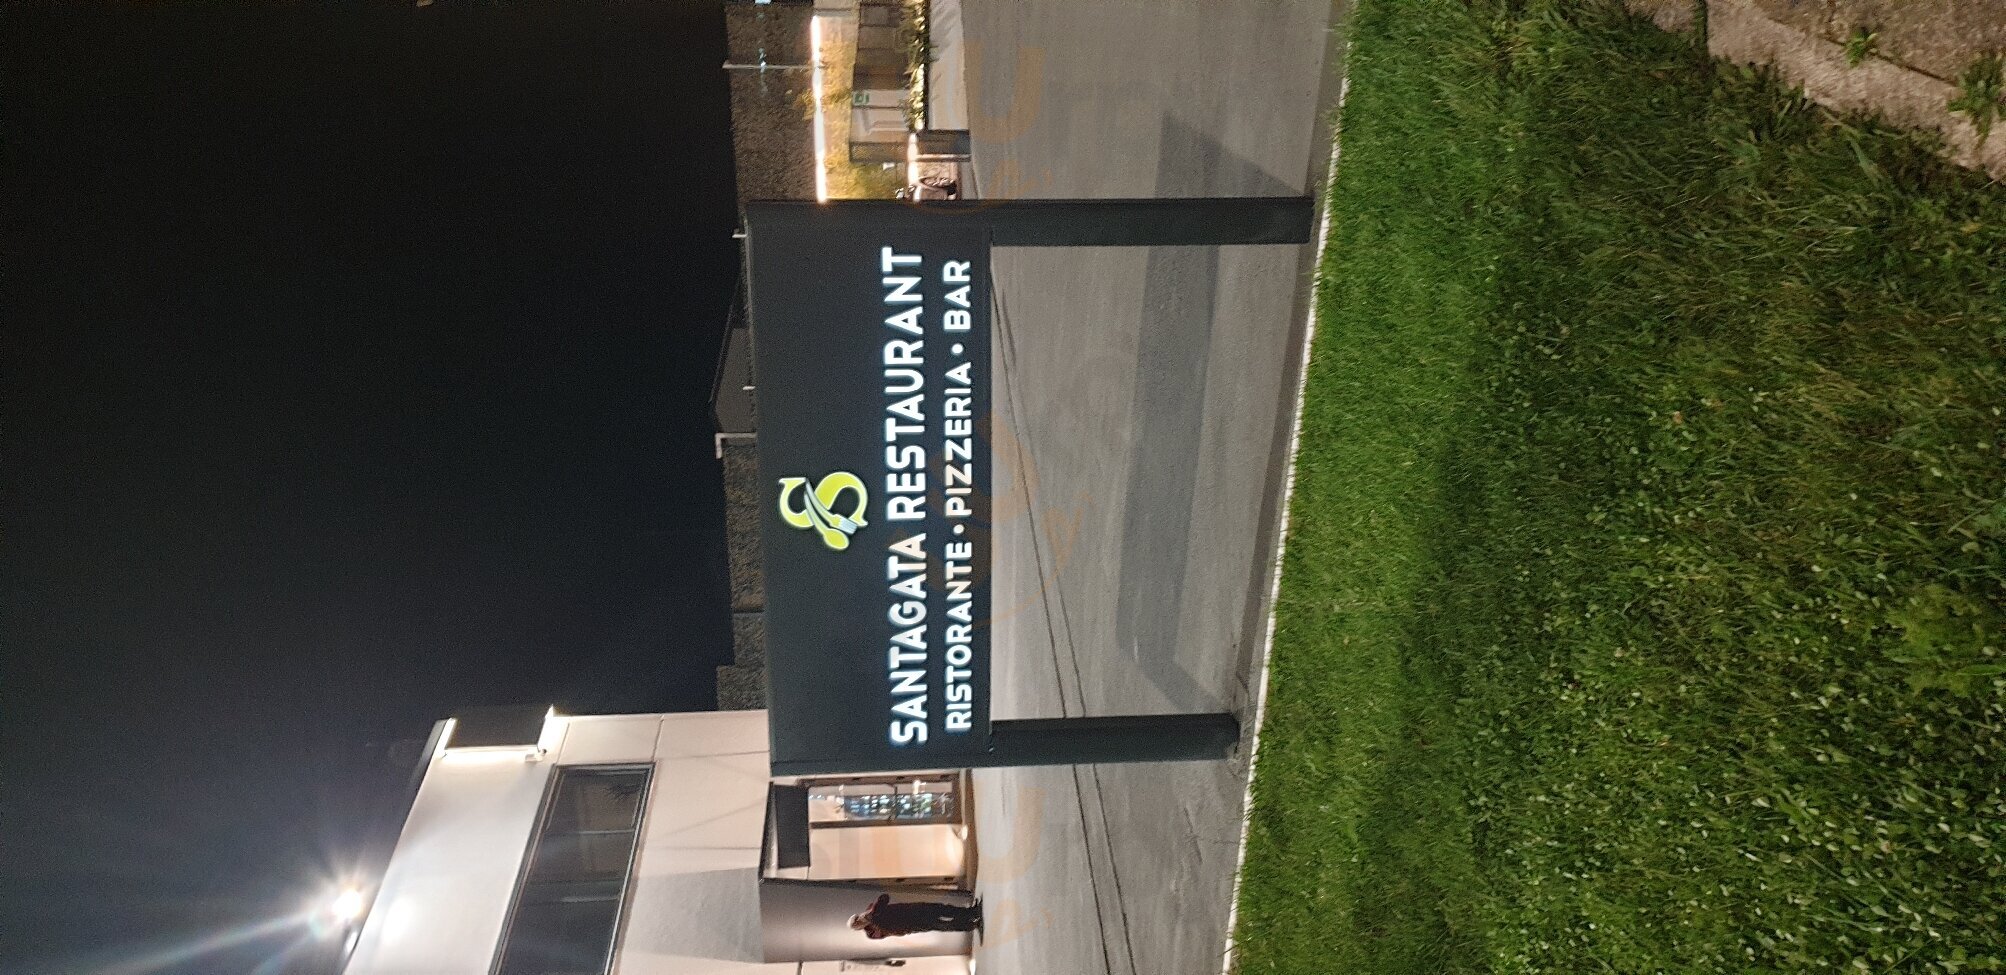 SANTAGATA RESTAURANT
RISTORANTE • PIZZERIA • BAR